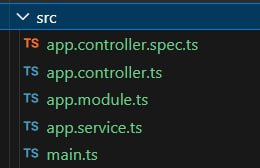 src
TS app.controller.spec.ts
TS app.controller.ts
TS app.module.ts
TS app.service.ts
TS main.ts